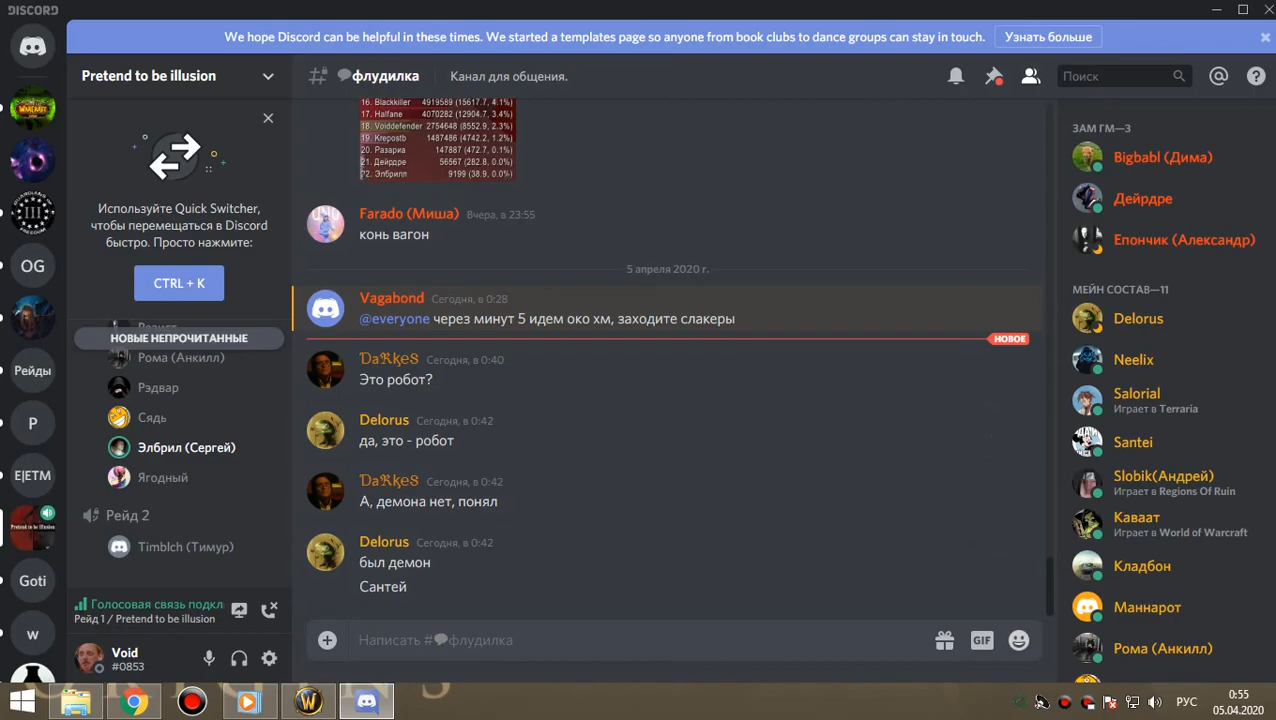 DISCORD
We hope Discord can be helpful in these times. We started a templates page so anyone from book clubs to dance groups can stay in touch.
Узнать больше
Pretend to be illusion
флудилка
Канал для общения.
Поиск
Используйте Quick Switcher,
чтобы перемещаться в Discord
быстро. Просто нажмите:
CTRL + K
НОВЫЕ НЕПРОЧИТАННЫЕ
Рома (Анкилл)
Рэдвар
Сядь
Элбрил (Сергей)
Ягодный
Рейд 2
Timblch (Тимур)
Голосовая связь подкл
Рейд 1 / Pretend to be illusion
Void
#0853
OG
Рейды
P
E|ETM
Pretend to be illusion
Goti
w
16. Blackkiller 4919589 (15617.7, 4.1%)
17. Halfane 4070282 (12904.7, 3.4%)
18. Voiddefender 2754648 (8552.9, 2.3%)
19. Krepostb 1487486 (4742.2, 1.2%)
20. Разариа 147887 (472.7, 0.1%)
21. Дейрдре 56567 (282.8, 0.0%)
22. Элбрилл 9199 (38.9, 0.0%)
Farado (Миша) Вчера, в 23:55
конь вагон
5 апреля 2020 г.
Vagabond Сегодня, в 0:28
@everyone через минут 5 идем око хм, заходите слакеры
НОВОЕ
ƊaƦķeS Сегодня, в 0:40
Это робот?
Delorus Сегодня, в 0:42
да, это - робот
ƊaƦķeS Сегодня, в 0:42
А, демона нет, понял
Delorus Сегодня, в 0:42
был демон
Сантей
Написать #флудилка
GIF
ЗАМ ГМ—3
Bigbabl (Дима)
Дейрдре
Епончик (Александр)
МЕЙН СОСТАВ—11
Delorus
Neelix
Salorial
Играет в Terraria
Santei
Slobik(Андрей)
Играет в Regions Of Ruin
Каваат
Играет в World of Warcraft
Кладбон
Маннарот
Рома (Анкилл)
РУС
0:55
05.04.2020